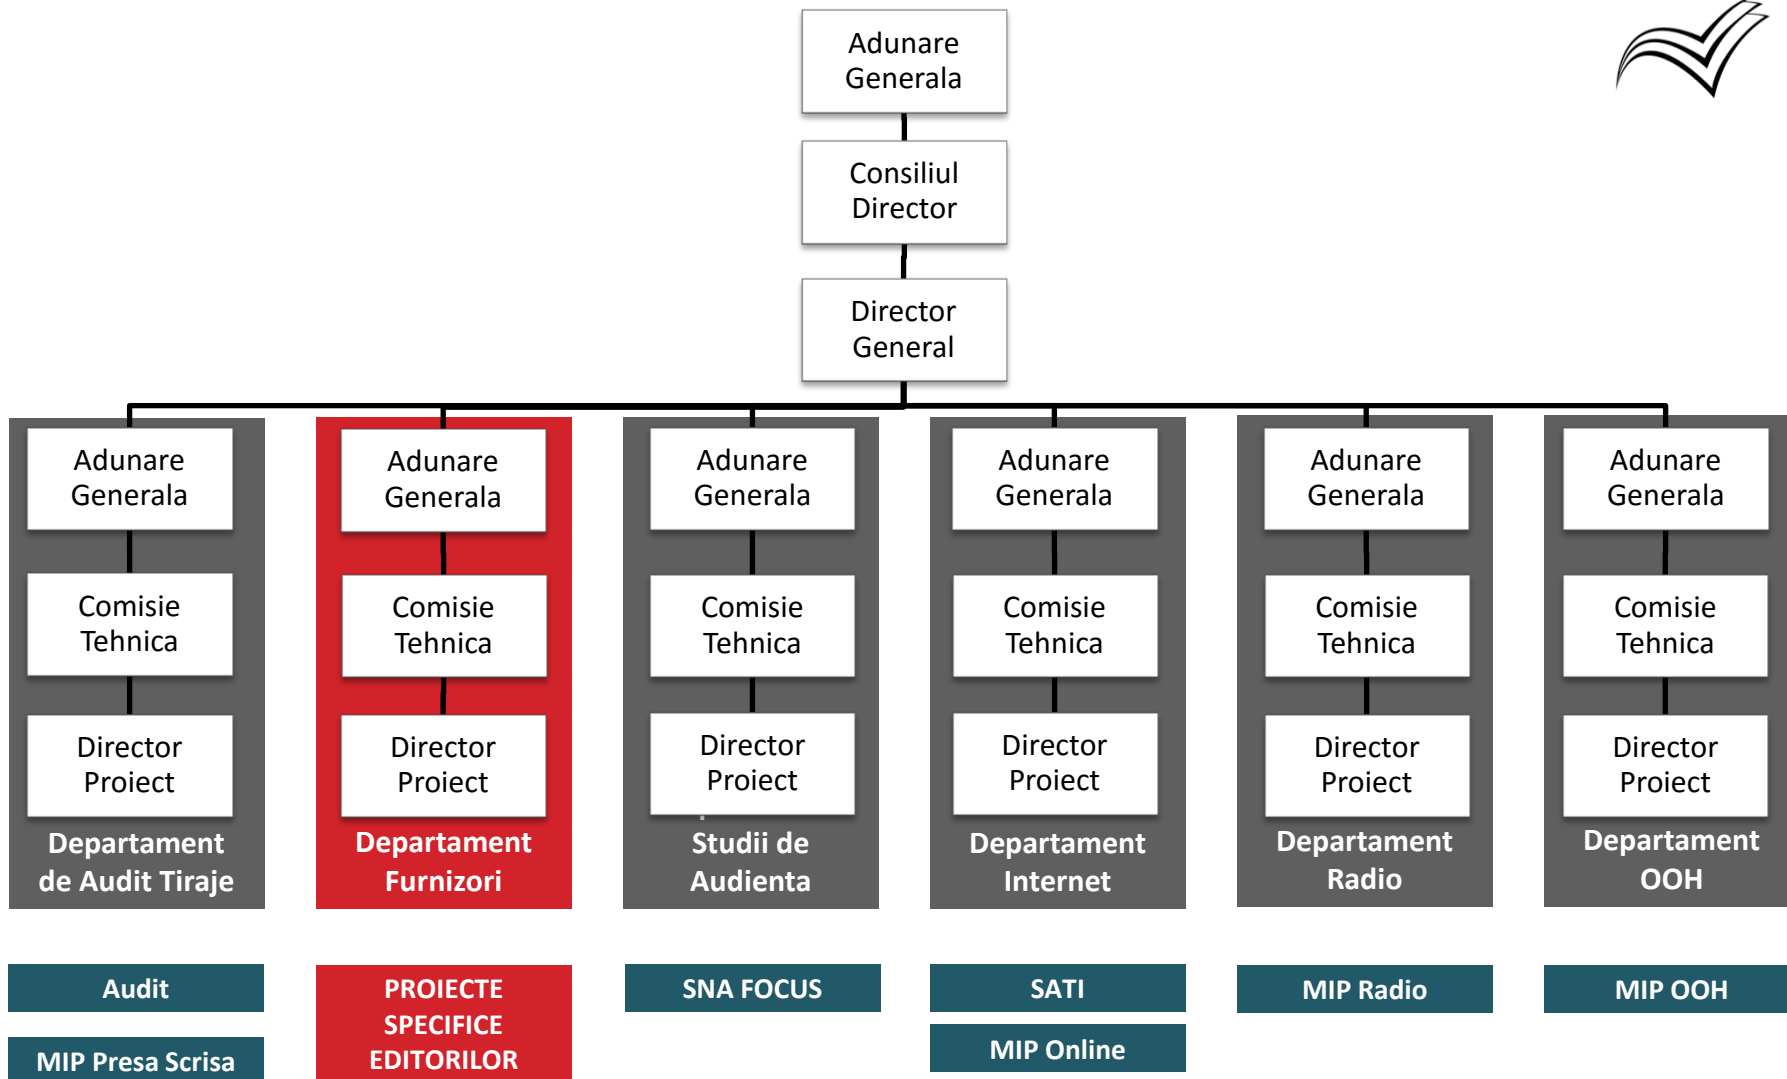 Adunare
Generala
Consiliul
Director
Director
General
Adunare
Generala
Comisie
Tehnica
Director
Proiect
Departament
de Audit Tiraje
Adunare
Generala
Comisie
Tehnica
Director
Proiect
Departament
Furnizori
Adunare
Generala
Comisie
Tehnica
Director
Proiect
Studii de
Audienta
Adunare
Generala
Comisie
Tehnica
Director
Proiect
Departament
Internet
Adunare
Generala
Comisie
Tehnica
Director
Proiect
Departament
Radio
Adunare
Generala
Comisie
Tehnica
Director
Proiect
Departament
OOH
Audit
MIP Presa Scrisa
PROIECTE
SPECIFICE
EDITORILOR
SNA FOCUS
SATI
MIP Online
MIP Radio
MIP OOH